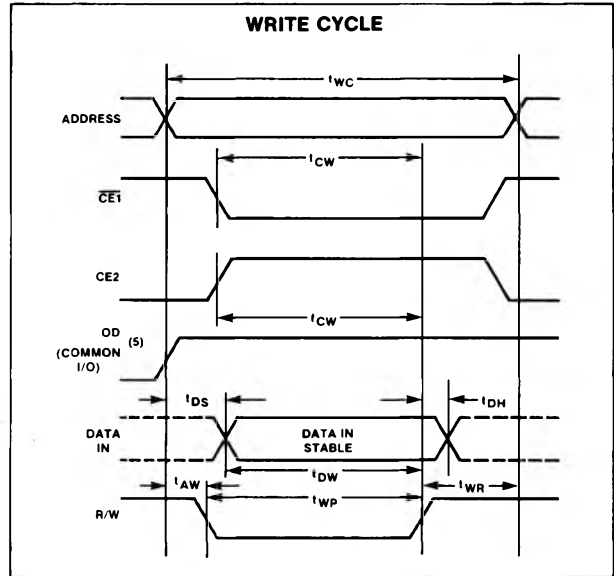 WRITE CYCLE
tWC
ADDRESS
tCW
CE1
CE2
tCW
OD (5)
(COMMON
I/O)
tDS
tDH
DATA
IN
DATA IN
STABLE
tDW
tAW
tWP
tWR
R/W